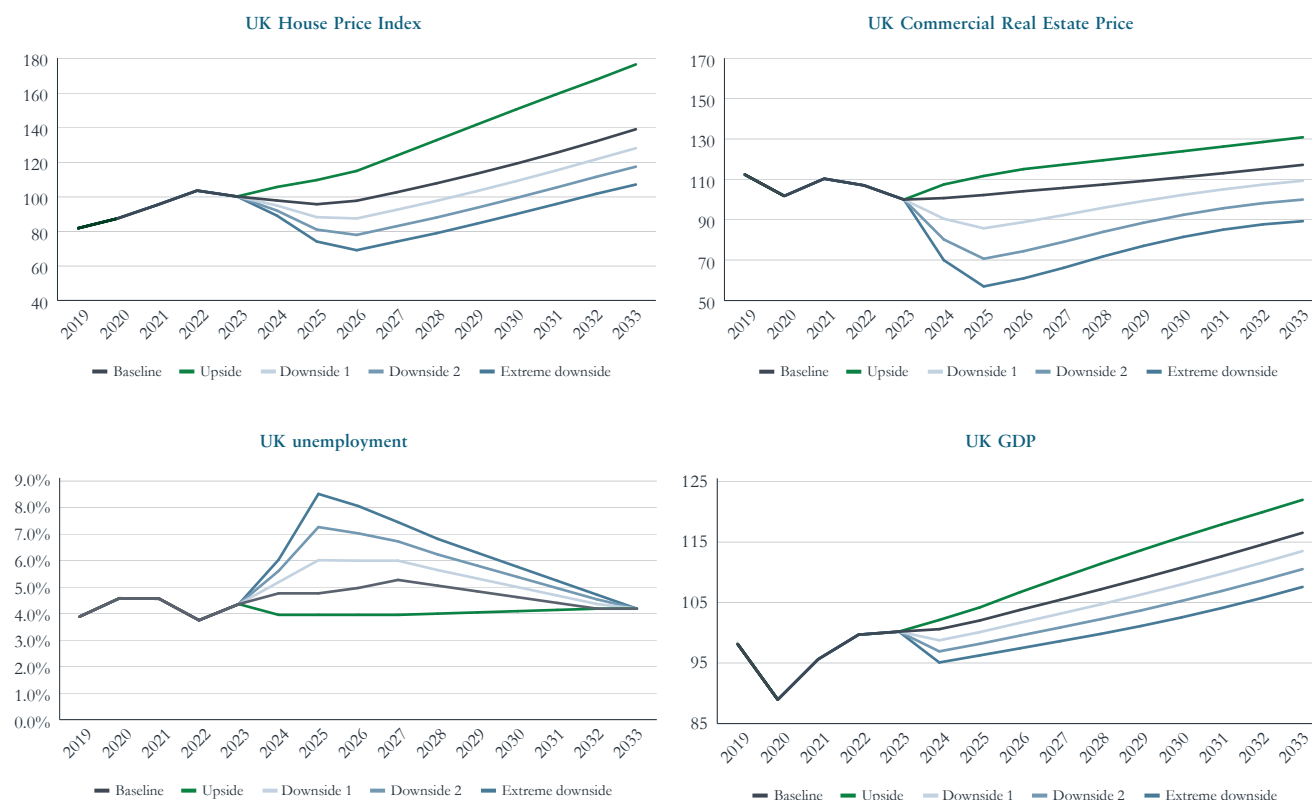 UK House Price Index
180
160
140
120
100
80
60
40
2019 2020 2021 2022 2023 2024 2025 2026 2027 2028 2029 2030 2031 2032 2033
Baseline Upside Downside 1 Downside 2 Extreme downside
UK Commercial Real Estate Price
170
150
130
110
90
70
50
2019 2020 2021 2022 2023 2024 2025 2026 2027 2028 2029 2030 2031 2032 2033
Baseline Upside Downside 1 Downside 2 Extreme downside
UK unemployment
9.0%
8.0%
7.0%
6.0%
5.0%
4.0%
3.0%
2.0%
1.0%
0.0%
2019 2020 2021 2022 2023 2024 2025 2026 2027 2028 2029 2030 2031 2032 2033
Baseline Upside Downside 1 Downside 2 Extreme downside
UK GDP
125
115
105
95
85
2019 2020 2021 2022 2023 2024 2025 2026 2027 2028 2029 2030 2031 2032 2033
Baseline Upside Downside 1 Downside 2 Extreme downside